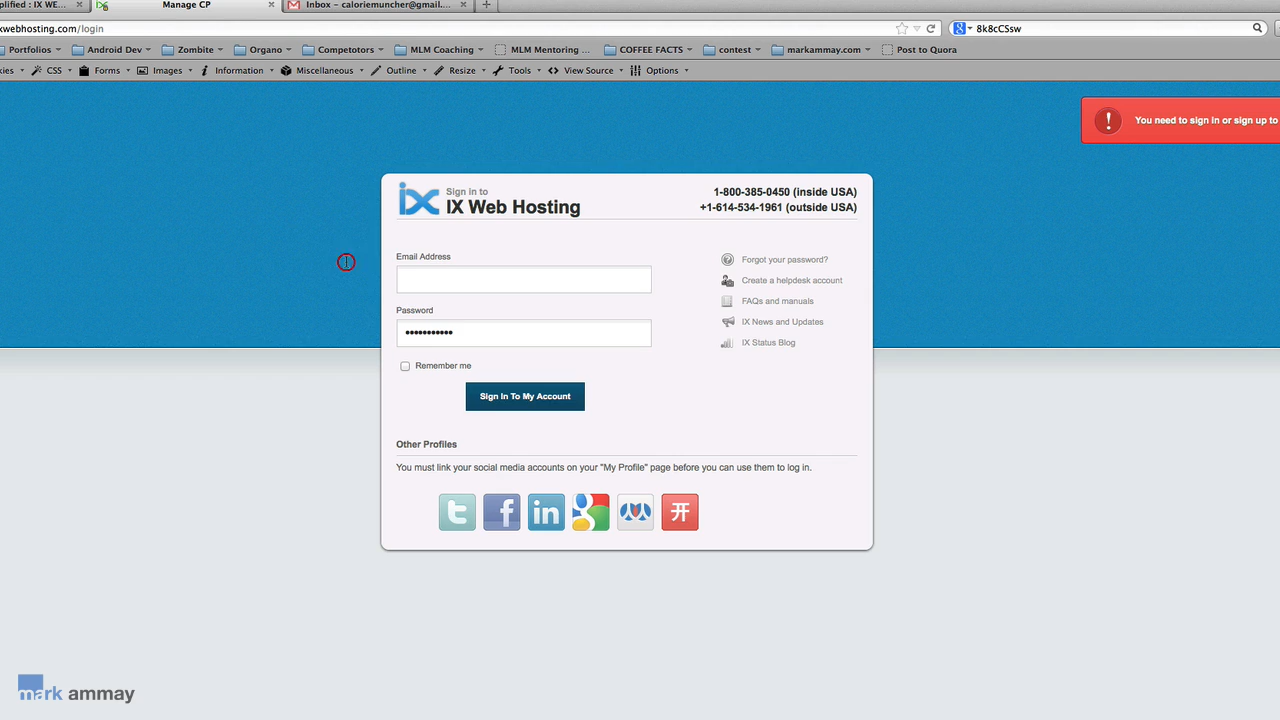 plified : IX WE... × Manage CP × Inbox – caloriemuncher@gmail.... × +
xwebhosting.com/login 8k8cCSsw
Portfolios Android Dev Zombite Organo Competotors MLM Coaching MLM Mentoring ... COFFEE FACTS contest markammay.com Post to Quora
kies CSS Forms Images Information Miscellaneous Outline Resize Tools View Source Options
You need to sign in or sign up to
Sign in to
IX Web Hosting
1-800-385-0450 (inside USA)
+1-614-534-1961 (outside USA)
Email Address
Password
•••••••••••
Remember me
Sign In To My Account
Forgot your password?
Create a helpdesk account
FAQs and manuals
IX News and Updates
IX Status Blog
Other Profiles
You must link your social media accounts on your "My Profile" page before you can use them to log in.
t f in g 开
mark ammay